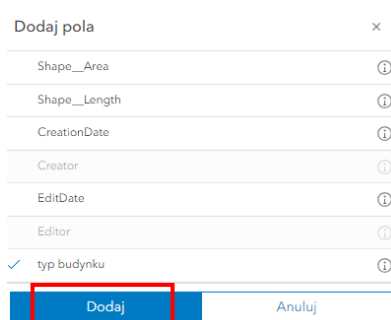 Dodaj pola
Shape__Area
Shape__Length
CreationDate
Creator
EditDate
Editor
typ budynku
Dodaj
Anuluj